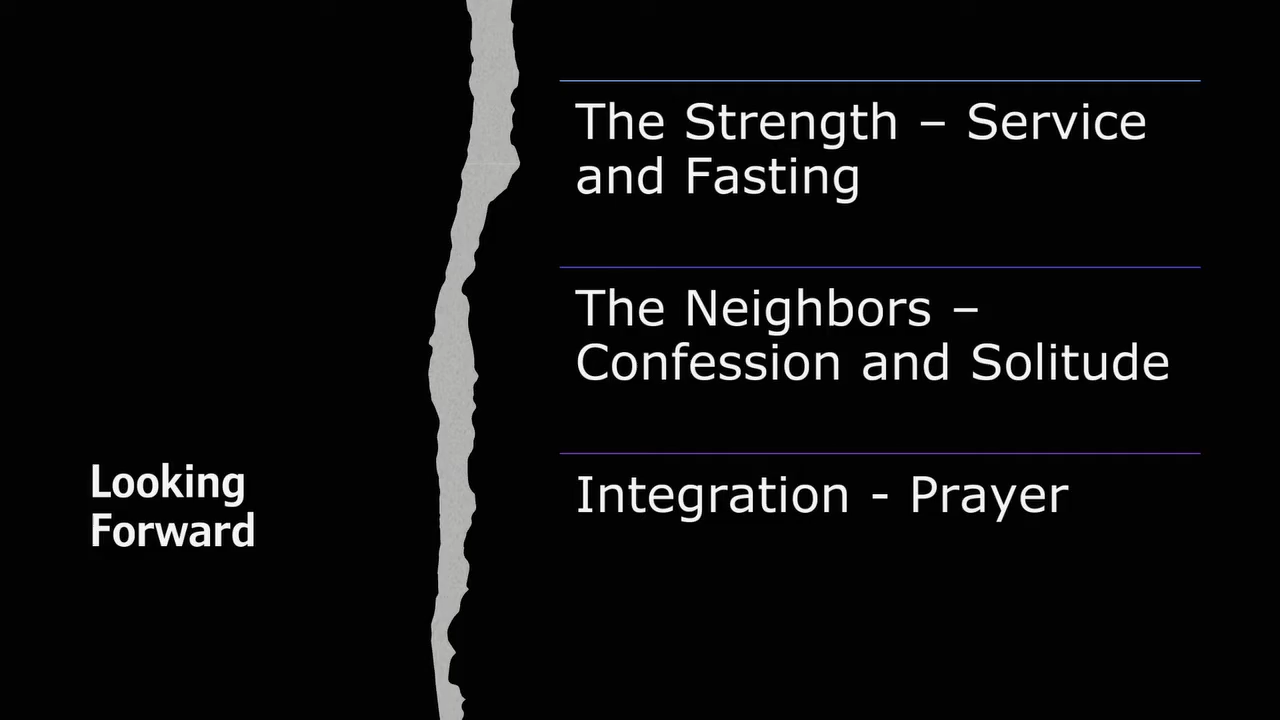 Looking
Forward
The Strength – Service
and Fasting
The Neighbors –
Confession and Solitude
Integration - Prayer